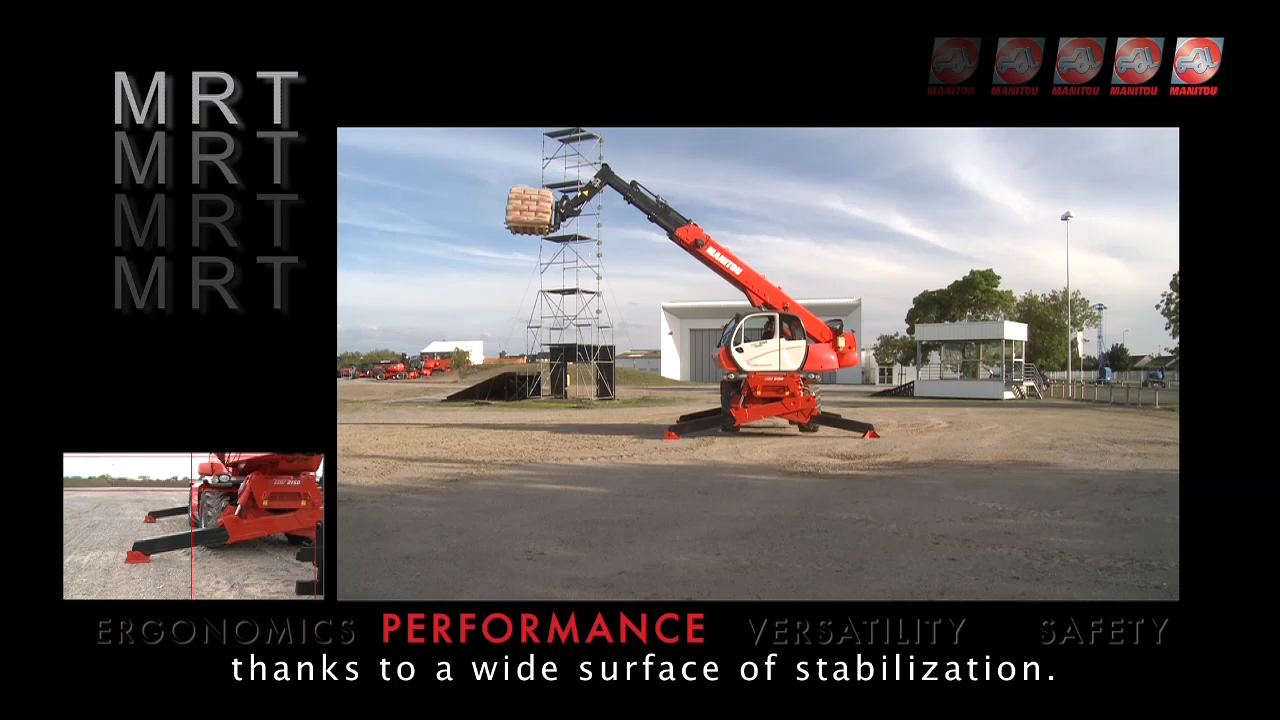 MRT
MRT
MRT
MRT
MANITOU MANITOU MANITOU MANITOU MANITOU
MANITOU
ERGONOMICS PERFORMANCE VERSATILITY SAFETY
thanks to a wide surface of stabilization.